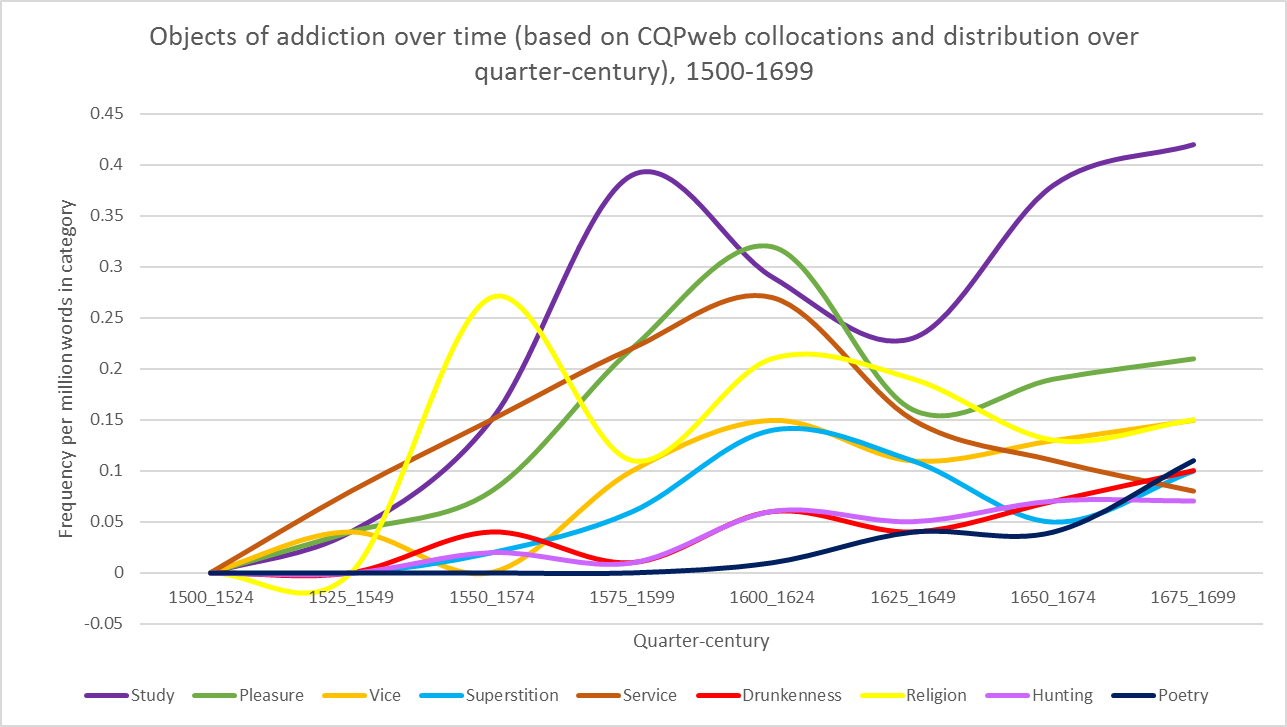 Objects of addiction over time (based on CQPweb collocations and distribution over
quarter-century), 1500-1699
0.45
0.4
0.35
0.3
0.25
0.2
0.15
0.1
0.05
0
-0.05
Frequency per million words in category
1500_1524 1525_1549 1550_1574 1575_1599 1600_1624 1625_1649 1650_1674 1675_1699
Quarter-century
Study Pleasure Vice Superstition Service Drunkenness Religion Hunting Poetry